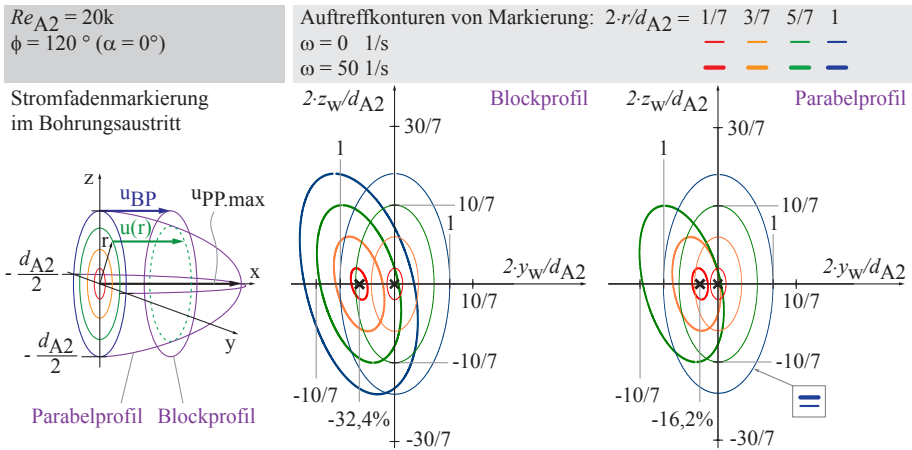 Re_A2 = 20k
ϕ = 120 ° (α = 0°)
Auftreffkonturen von Markierung: 2·r/d_A2 = 1/7 3/7 5/7 1
ω = 0 1/s
ω = 50 1/s
Stromfadenmarkierung
im Bohrungsaustritt
z
u_BP
u_PP.max
u(r)
r
x
y
- d_A2/2
- d_A2/2
Parabelprofil
Blockprofil
2·z_w/d_A2
Blockprofil
30/7
1
10/7
1
2·y_w/d_A2
10/7
-10/7
-10/7
-32,4%
-30/7
2·z_w/d_A2
Parabelprofil
30/7
1
10/7
1
2·y_w/d_A2
10/7
-10/7
-10/7
-16,2%
-30/7